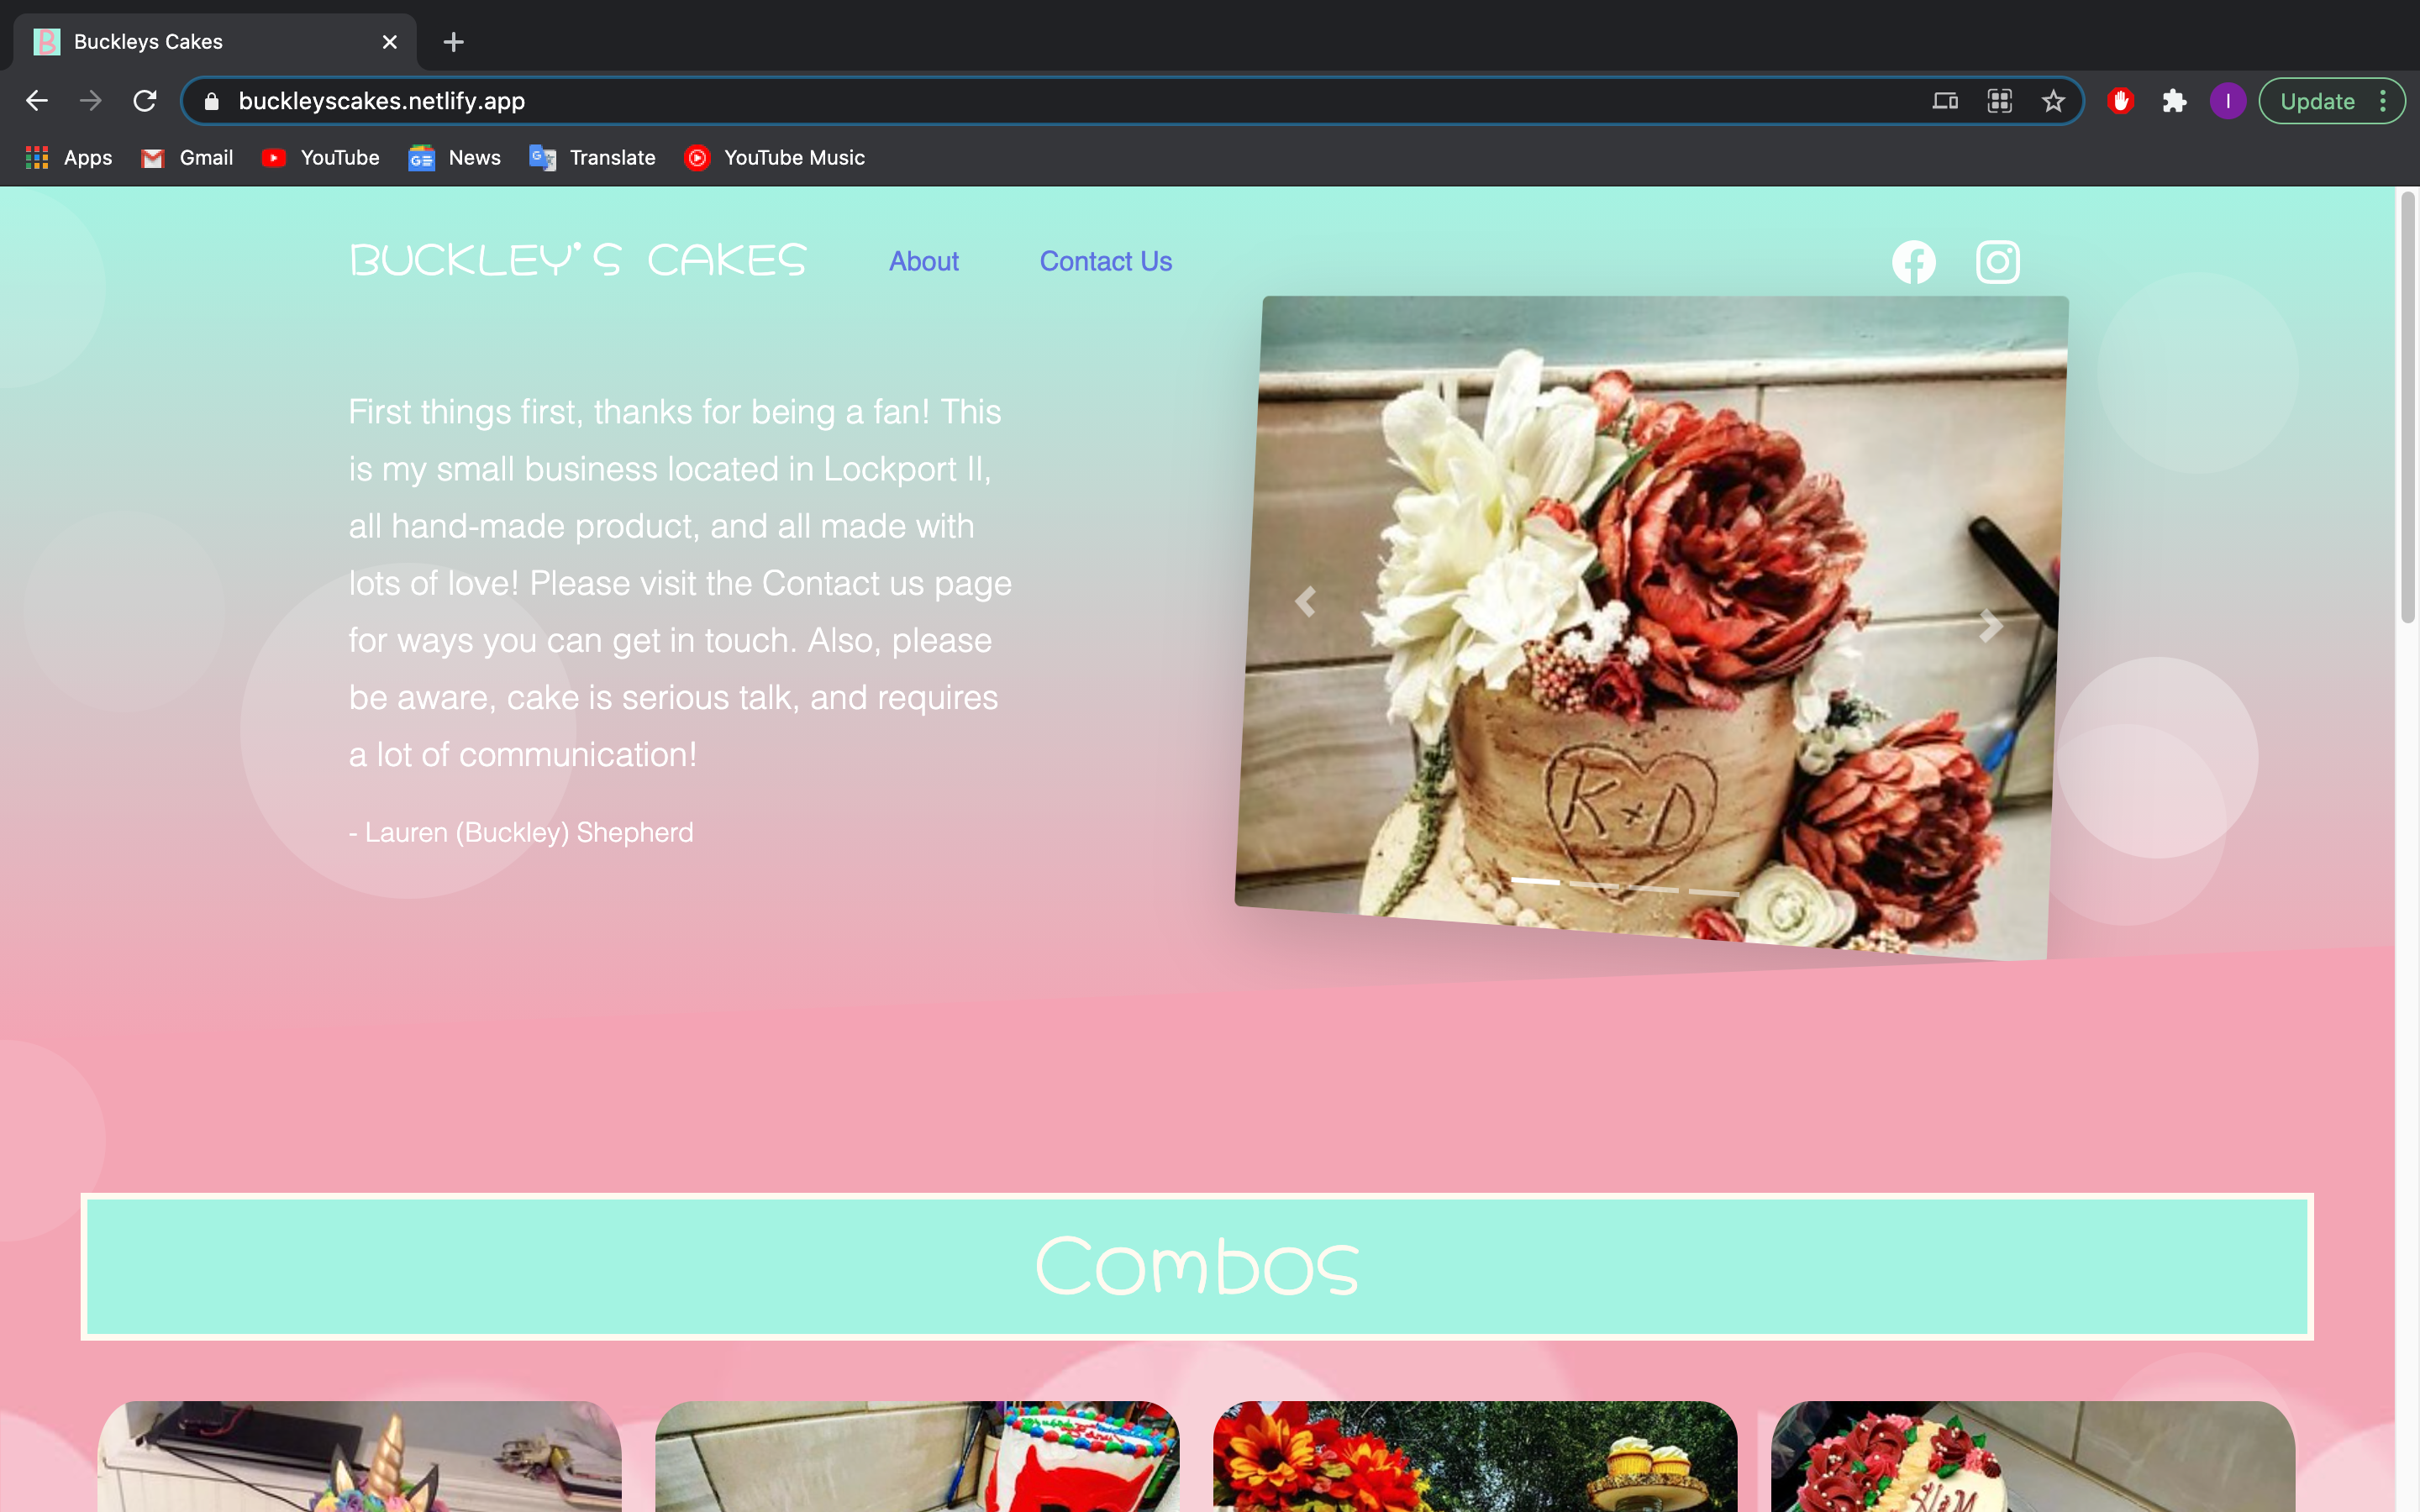 Buckleys Cakes
buckleyscakes.netlify.app
Update
Apps Gmail YouTube News Translate YouTube Music
BUCKLEY'S CAKES About Contact Us
First things first, thanks for being a fan! This
is my small business located in Lockport Il,
all hand-made product, and all made with
lots of love! Please visit the Contact us page
for ways you can get in touch. Also, please
be aware, cake is serious talk, and requires
a lot of communication!
- Lauren (Buckley) Shepherd
K+D
Combos
H&M